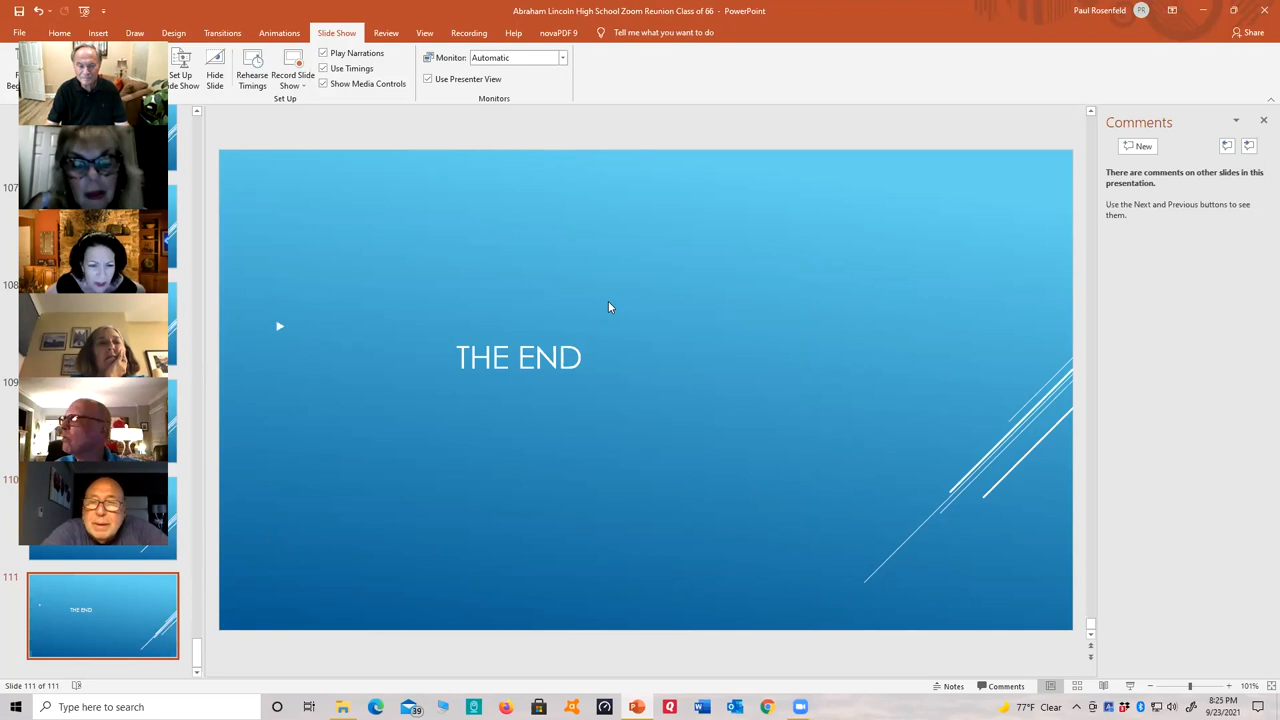 Abraham Lincoln High School Zoom Reunion Class of 66 - PowerPoint
Paul Rosenfeld
PR
File Home Insert Draw Design Transitions Animations Slide Show Review View Recording Help novaPDF 9 Tell me what you want to do
Share
Set Up
Hide
Slide
Rehearse
Timings
Record Slide
Show
Play Narrations
Use Timings
Show Media Controls
Set Up
Monitor: Automatic
Use Presenter View
Monitors
107
108
109
110
111
THE END
THE END
Comments
New
There are comments on other slides in this
presentation.
Use the Next and Previous buttons to see
them.
Slide 111 of 111
Notes Comments
101%
Type here to search
39
77°F Clear
8:25 PM
9/23/2021